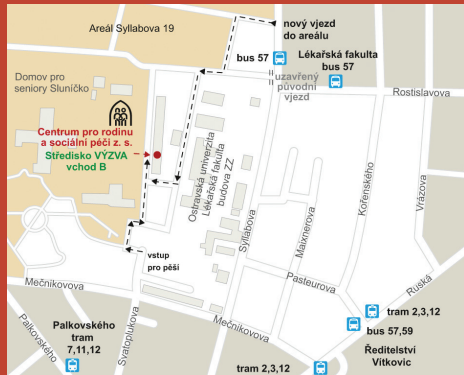 Areál Syllabova 19
nový vjezd
do areálu
bus 57
Lékařská fakulta
bus 57
uzavřený
původní
vjezd
Rostislavova
Domov pro
seniory Sluníčko
Centrum pro rodinu
a sociální péči z. s.
Středisko VÝZVA
vchod B
Ostravská univerzita
Lékařská fakulta
budova ZZ
Syllabova
Maixnerova
Kořenského
Vrázova
vstup
pro pěší
Mečnikovova
Pasteurova
Ruská
Palkovského
Palkovského
tram
7,11,12
Svatoplukova
Mečnikovova
tram 2,3,12
bus 57,59
Ředitelství
Vítkovic
tram 2,3,12